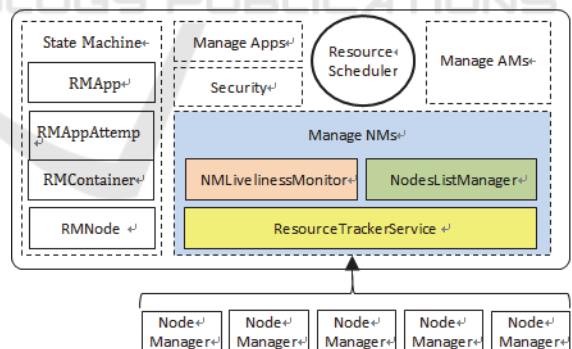 State Machine
RMApp
RMAppAttemp
RMContainer
RMNode
Manage Apps
Security
Resource
Scheduler
Manage AMs
Manage NMs
NMLivelinessMonitor
NodesListManager
ResourceTrackerService
Node
Manager
Node
Manager
Node
Manager
Node
Manager
Node
Manager